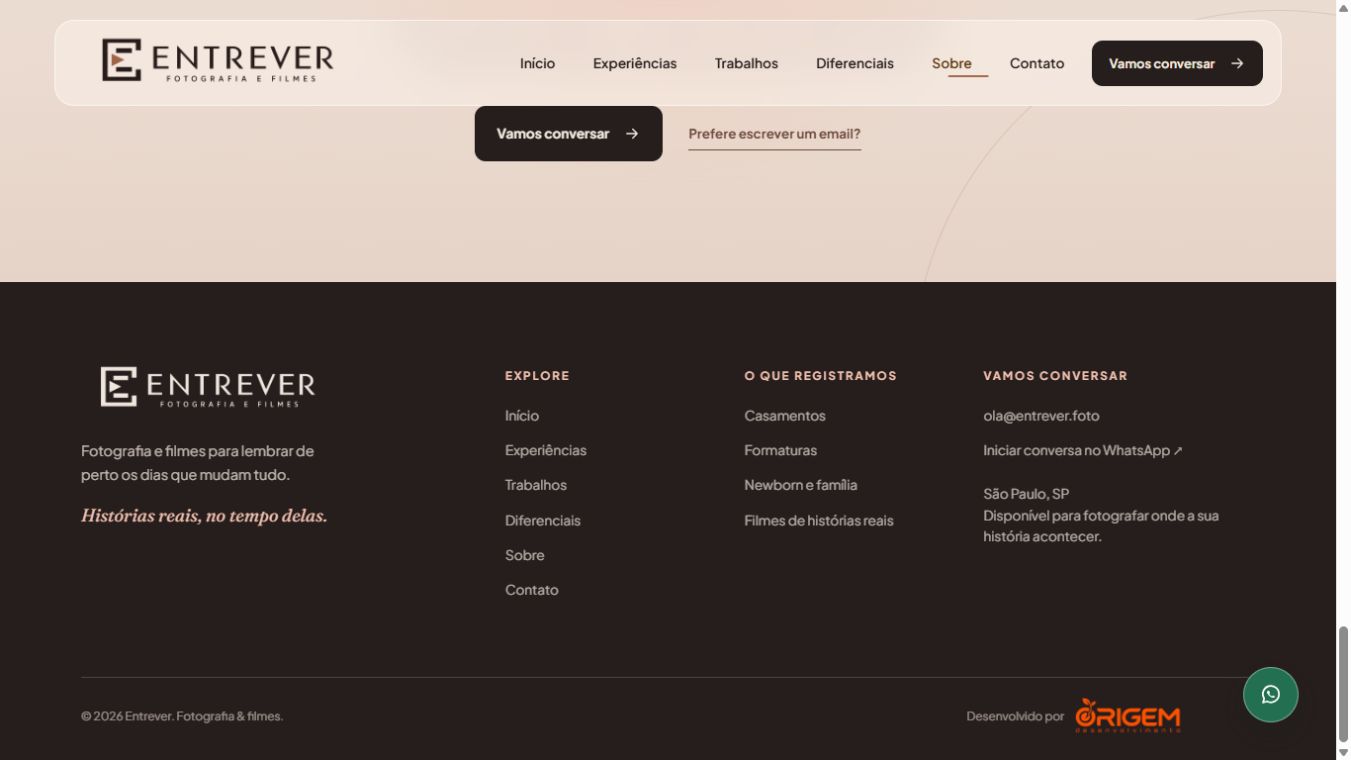 ENTREVER
FOTOGRAFIA E FILMES
Início
Experiências
Trabalhos
Diferenciais
Sobre
Contato
Vamos conversar →
Vamos conversar →
Prefere escrever um email?
ENTREVER
FOTOGRAFIA E FILMES
Fotografia e filmes para lembrar de
perto os dias que mudam tudo.
Histórias reais, no tempo delas.
EXPLORE
Início
Experiências
Trabalhos
Diferenciais
Sobre
Contato
O QUE REGISTRAMOS
Casamentos
Formaturas
Newborn e família
Filmes de histórias reais
VAMOS CONVERSAR
ola@entrever.foto
Iniciar conversa no WhatsApp ↗
São Paulo, SP
Disponível para fotografar onde a sua
história acontecer.
© 2026 Entrever. Fotografia & filmes.
Desenvolvido por
ORIGEM
desenvolvimento